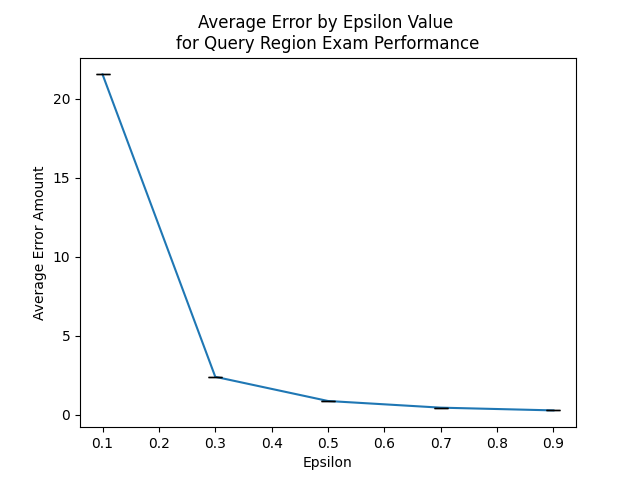 Average Error by Epsilon Value
for Query Region Exam Performance
Average Error Amount
20
15
10
5
0
0.1 0.2 0.3 0.4 0.5 0.6 0.7 0.8 0.9
Epsilon